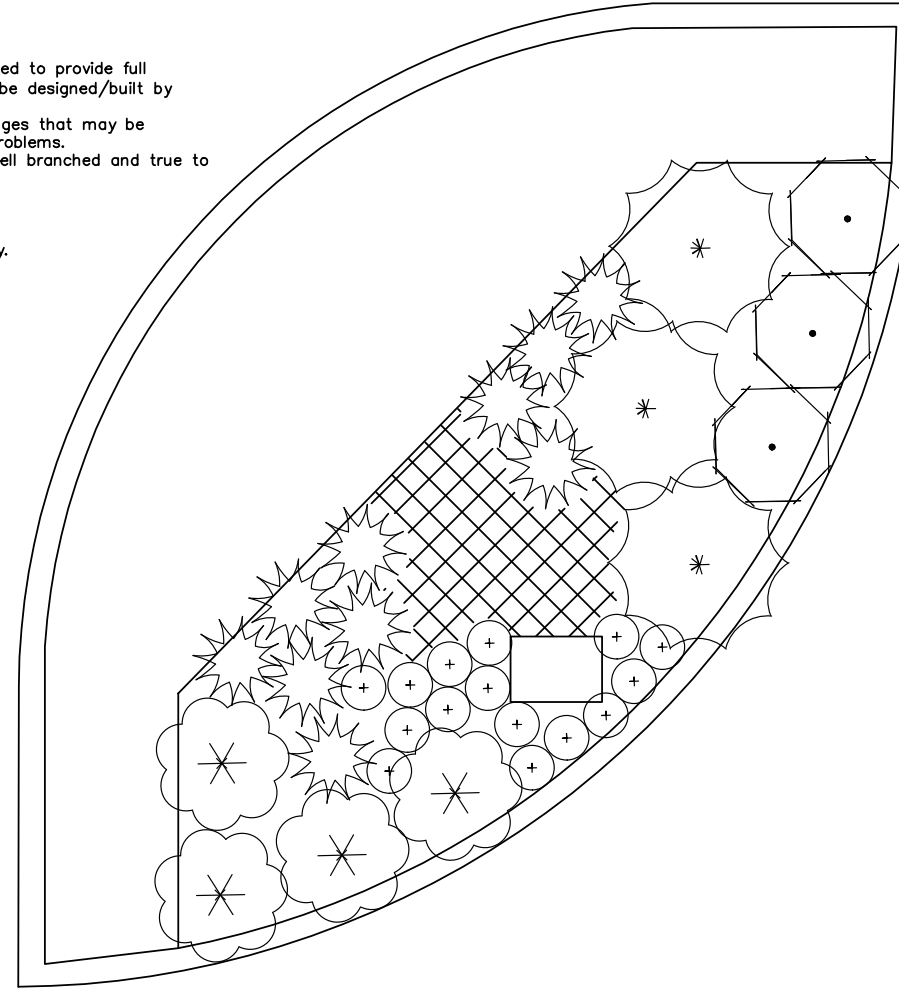 ed to provide full
be designed/built by
ges that may be
roblems.
ell branched and true to
y.